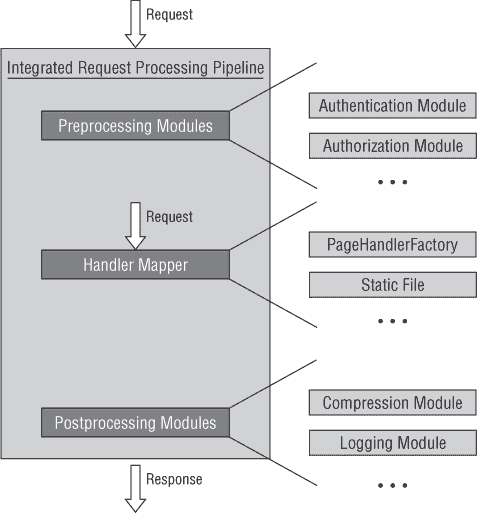 Request
Integrated Request Processing Pipeline
Preprocessing Modules
Authentication Module
Authorization Module
• • •
Request
Handler Mapper
PageHandlerFactory
Static File
• • •
Postprocessing Modules
Compression Module
Logging Module
• • •
Response